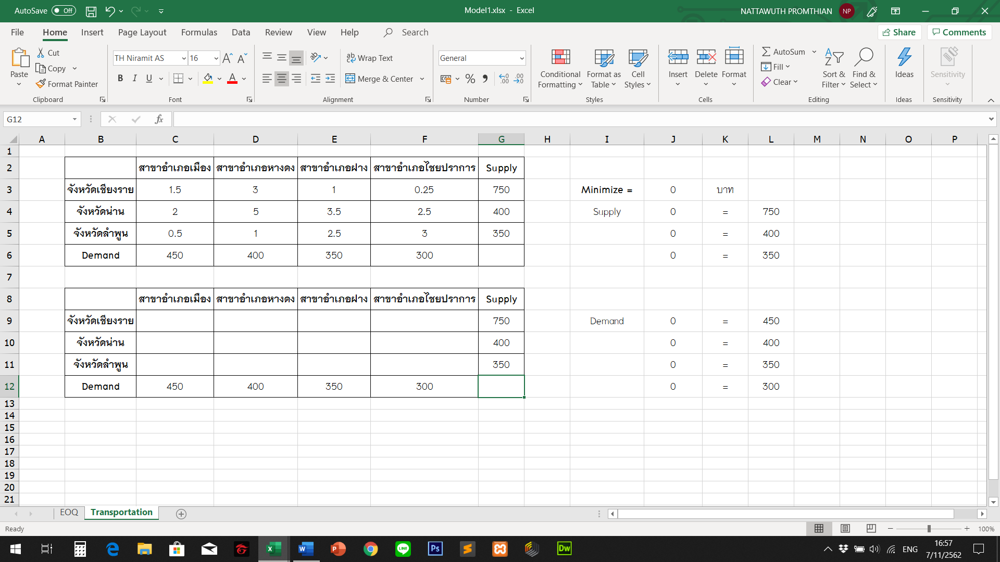 AutoSave Off
Model1.xlsx - Excel
NATTAWUTH PROMTHIAN NP
File Home Insert Page Layout Formulas Data Review View Help Search
Share Comments
Paste
Cut
Copy
Format Painter
Clipboard
TH Niramit AS 16
B I U
Font
Wrap Text
Merge & Center
Alignment
General
Number
Conditional Formatting
Format as Table
Cell Styles
Styles
Insert Delete Format
Cells
AutoSum
Fill
Clear
Sort & Filter
Find & Select
Editing
Ideas
Ideas
Sensitivity
Sensitivity
G12 fx
A B C D E F G H I J K L M N O P
1
2 สาขาอำเภอเมือง สาขาอำเภอหางดง สาขาอำเภอฝาง สาขาอำเภอไชยปราการ Supply
3 จังหวัดเชียงราย 1.5 3 1 0.25 750 Minimize = 0 บาท
4 จังหวัดน่าน 2 5 3.5 2.5 400 Supply 0 = 750
5 จังหวัดลำพูน 0.5 1 2.5 3 350 0 = 400
6 Demand 450 400 350 300 0 = 350
7
8 สาขาอำเภอเมือง สาขาอำเภอหางดง สาขาอำเภอฝาง สาขาอำเภอไชยปราการ Supply
9 จังหวัดเชียงราย 750 Demand 0 = 450
10 จังหวัดน่าน 400 0 = 400
11 จังหวัดลำพูน 350 0 = 350
12 Demand 450 400 350 300 0 = 300
13
14
15
16
17
18
19
20
21
EOQ Transportation
Ready
100%
ENG
16:57
7/11/2562